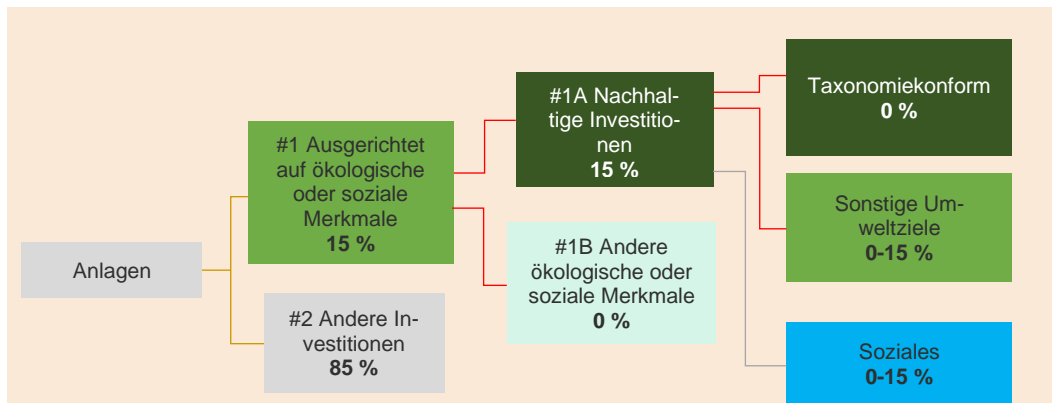 Anlagen
#1 Ausgerichtet
auf ökologische
oder soziale
Merkmale
15 %
#2 Andere In-
vestitionen
85 %
#1A Nachhal-
tige Investitio-
nen
15 %
#1B Andere
ökologische oder
soziale Merkmale
0 %
Taxonomiekonform
0 %
Sonstige Um-
weltziele
0-15 %
Soziales
0-15 %